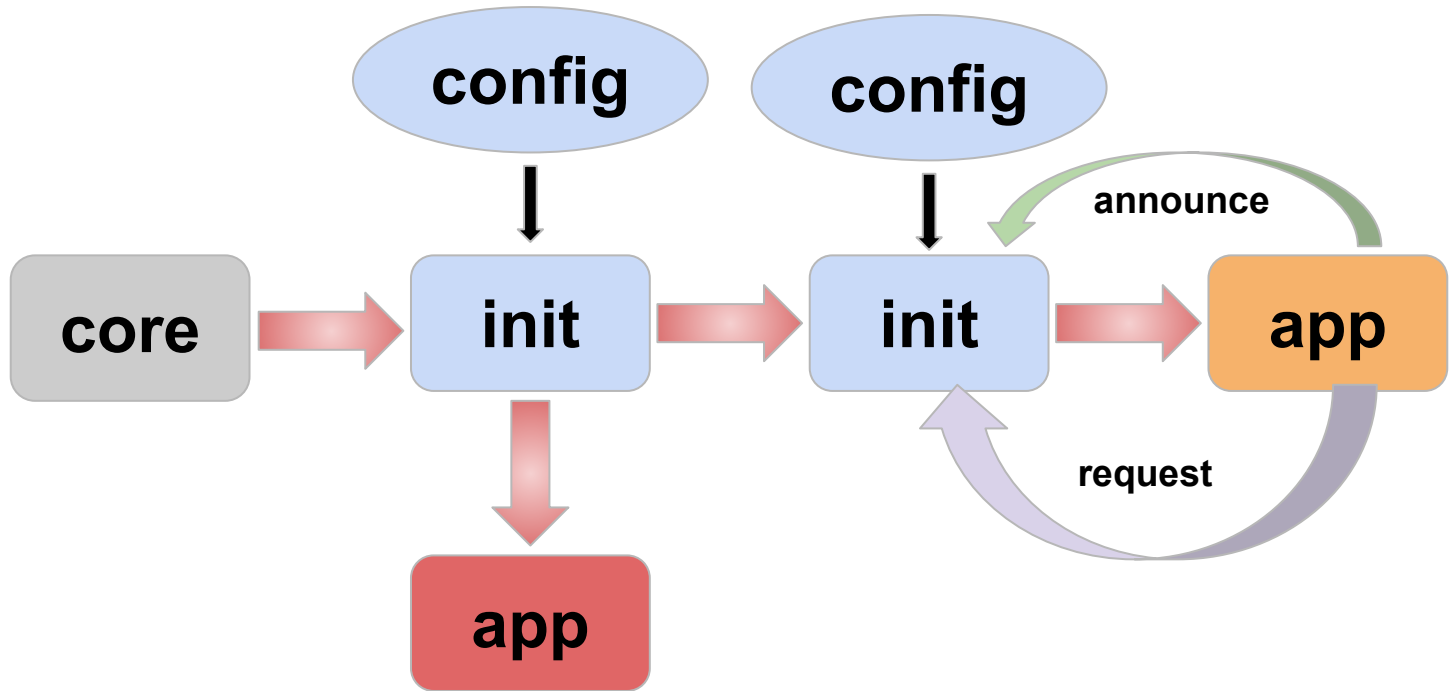 config
config
announce
core
init
init
app
request
app